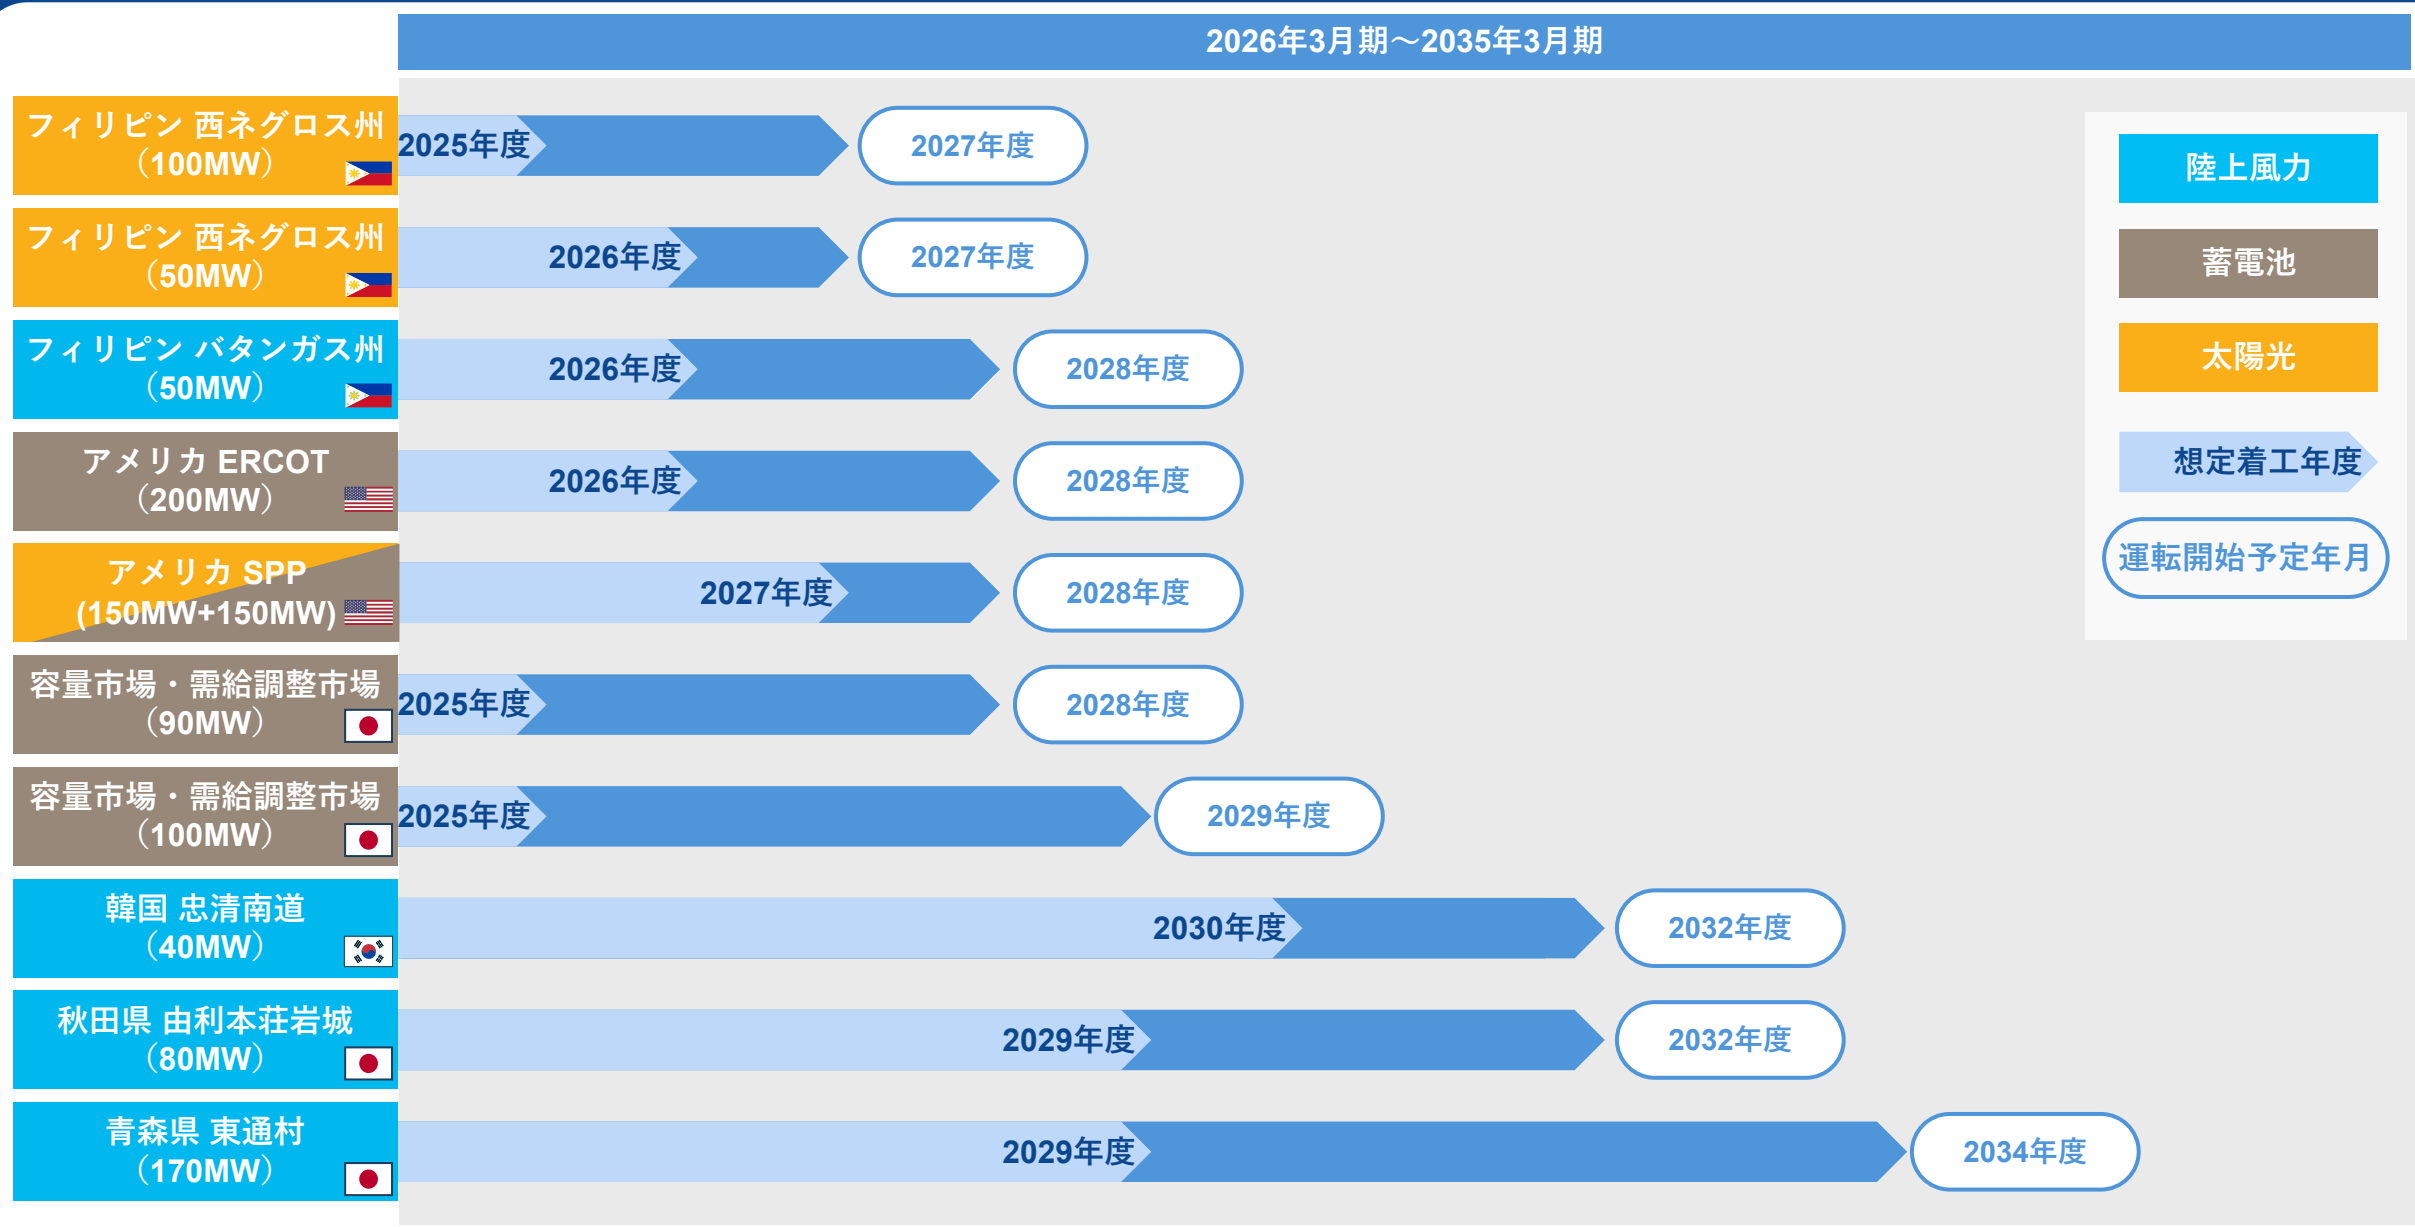 2026年3月期～2035年3月期
フィリピン 西ネグロス州
（100MW）
2025年度
2027年度
フィリピン 西ネグロス州
（50MW）
2026年度
2027年度
フィリピン バタンガス州
（50MW）
2026年度
2028年度
アメリカ ERCOT
（200MW）
2026年度
2028年度
アメリカ SPP
(150MW+150MW)
2027年度
2028年度
容量市場・需給調整市場
（90MW）
2025年度
2028年度
容量市場・需給調整市場
（100MW）
2025年度
2029年度
韓国 忠清南道
（40MW）
2030年度
2032年度
秋田県 由利本荘岩城
（80MW）
2029年度
2032年度
青森県 東通村
（170MW）
2029年度
2034年度
陸上風力
蓄電池
太陽光
想定着工年度
運転開始予定年月